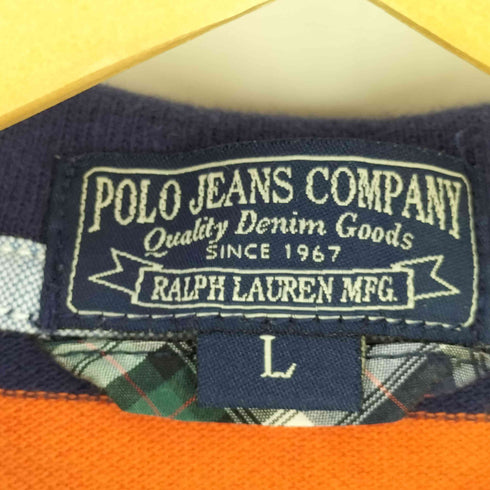 POLO JEANS COMPANY
Quality Denim Goods
SINCE 1967
RALPH LAUREN MFG.
L